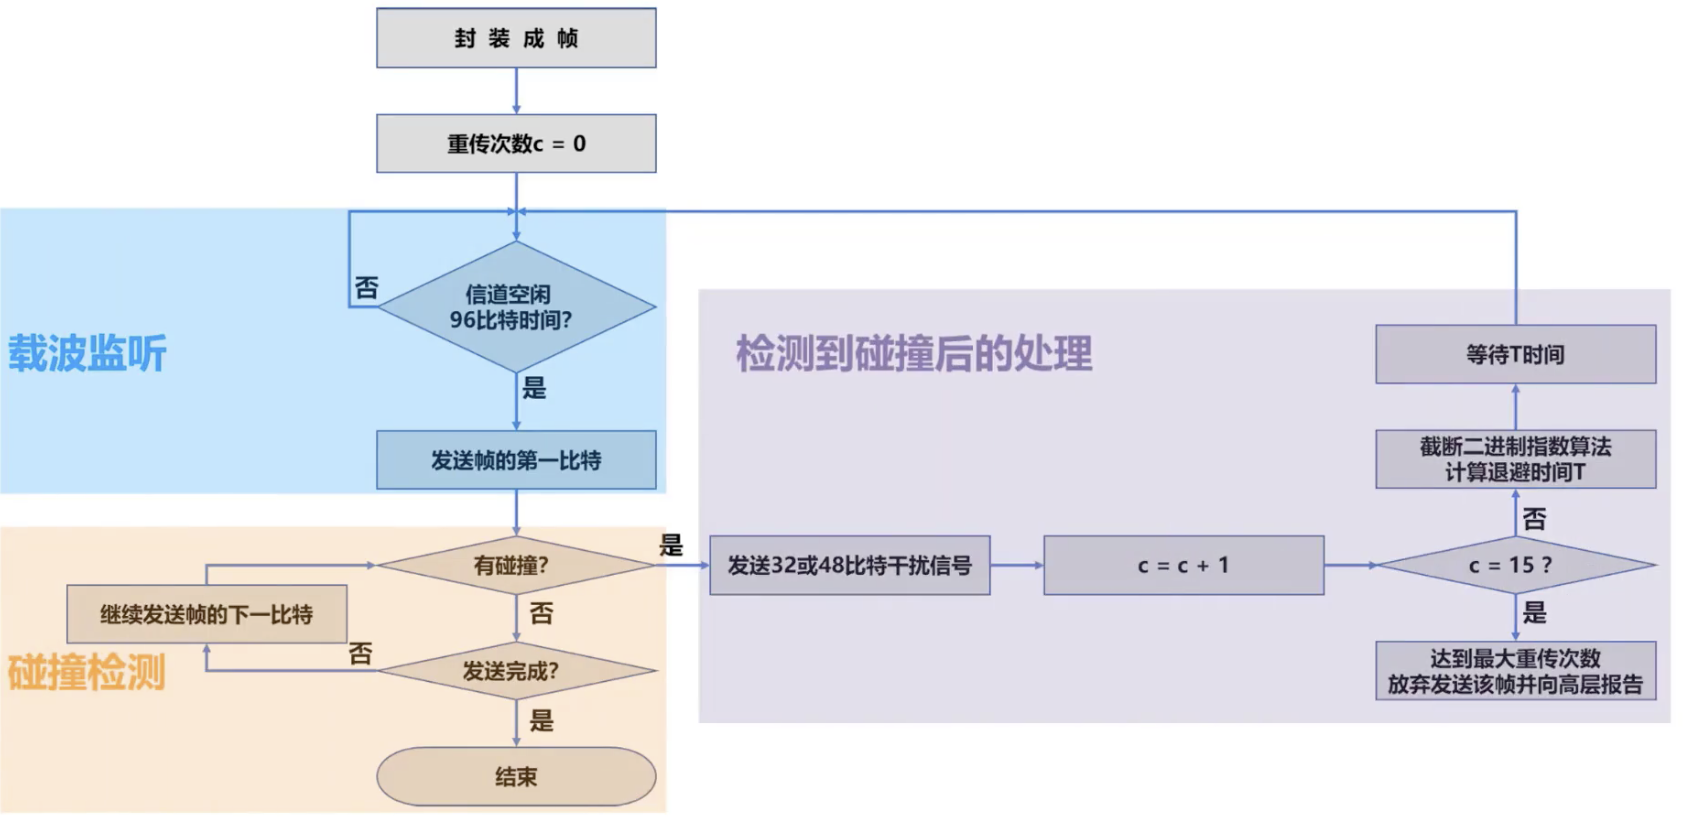 封 装 成 帧
重传次数c = 0
否
信道空闲
96比特时间?
载波监听
是
发送帧的第一比特
有碰撞?
是
继续发送帧的下一比特
否
否
碰撞检测
发送完成?
是
结束
检测到碰撞后的处理
等待T时间
截断二进制指数算法
计算退避时间T
否
发送32或48比特干扰信号
c = c + 1
c = 15 ?
是
达到最大重传次数
放弃发送该帧并向高层报告